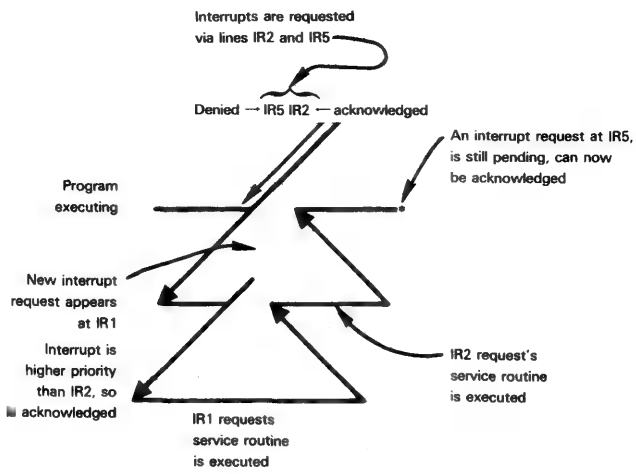 Interrupts are requested
via lines IR2 and IR5
Denied → IR5 IR2 ← acknowledged
An interrupt request at IR5,
is still pending, can now
be acknowledged
Program
executing
New interrupt
request appears
at IR1
Interrupt is
higher priority
than IR2, so
acknowledged
IR2 request's
service routine
is executed
IR1 requests
service routine
is executed